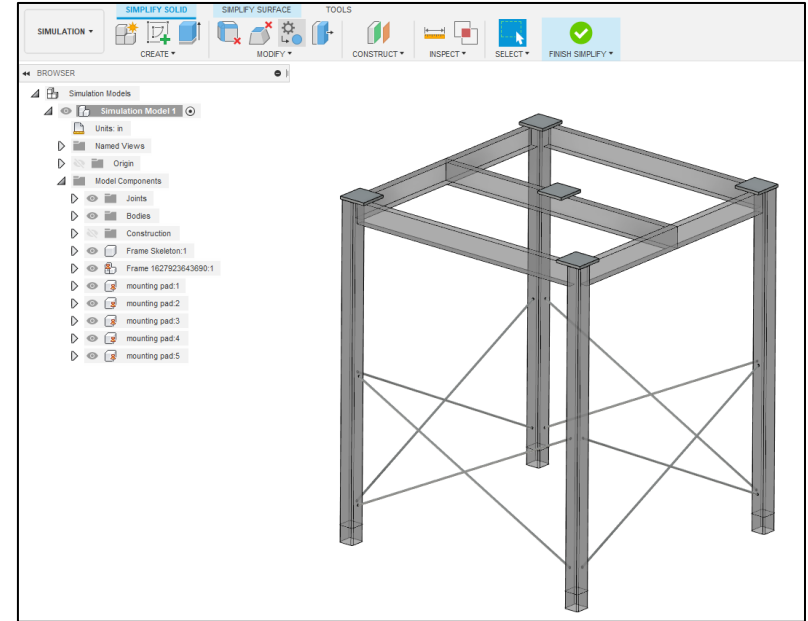 SIMPLIFY SOLID SIMPLIFY SURFACE TOOLS
SIMULATION
CREATE MODIFY CONSTRUCT INSPECT SELECT FINISH SIMPLIFY
BROWSER
Simulation Models
Simulation Model 1
Units: in
Named Views
Origin
Model Components
Joints
Bodies
Construction
Frame Skeleton:1
Frame 1627923643690:1
mounting pad:1
mounting pad:2
mounting pad:3
mounting pad:4
mounting pad:5